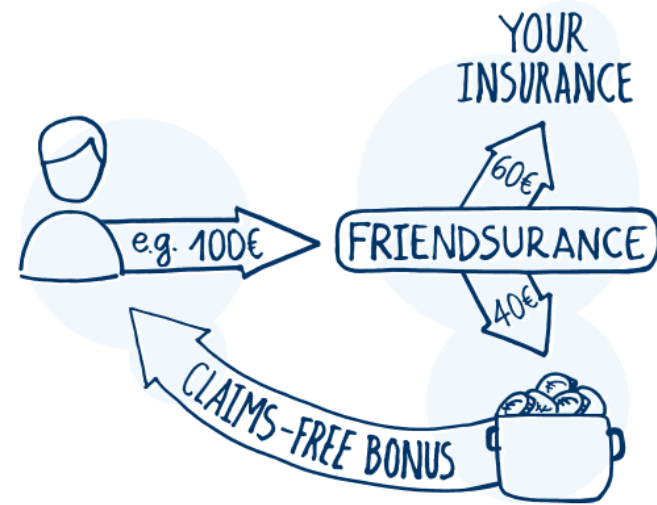 YOUR
INSURANCE
60€
e.g. 100€
FRIENDSURANCE
40€
CLAIMS-FREE BONUS